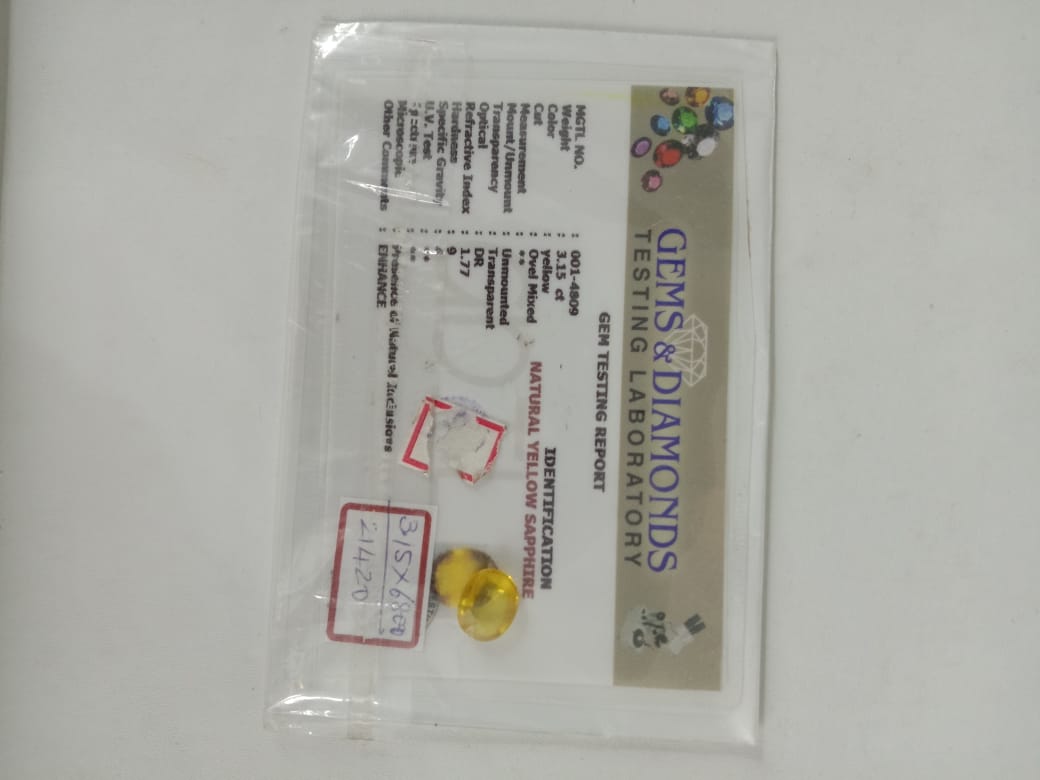 GEMS & DIAMONDS
TESTING LABORATORY
GEM TESTING REPORT
MGTL NO. : 001-4809
Weight : 3.15 ct
Color : yellow
Cut : Ovel Mixed
Measurement : **
Mount/Unmount : Unmounted
Transparency : Transparent
Optical : DR
Refractive Index : 1.77
Hardness : 9
Specific Gravity :
U.V. Test : **
: **
Microscopic : Presence of Natural Inclusions
Other Comments : ENHANCE
IDENTIFICATION
NATURAL YELLOW SAPPHIRE
315X6800
21420